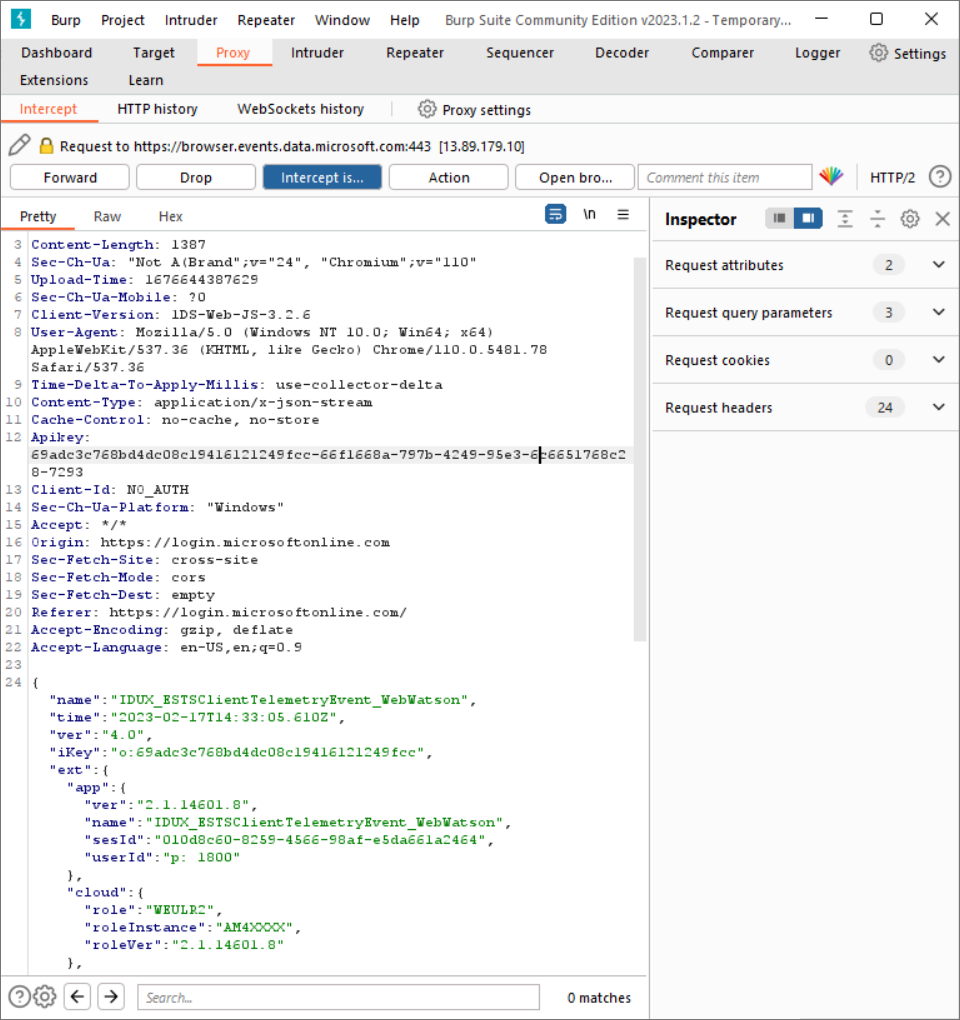 Burp Project Intruder Repeater Window Help Burp Suite Community Edition v2023.1.2 - Temporary...
Dashboard Target Proxy Intruder Repeater Sequencer Decoder Comparer Logger Settings
Extensions Learn
Intercept HTTP history WebSockets history Proxy settings
Request to https://browser.events.data.microsoft.com:443 [13.89.179.10]
Forward Drop Intercept is... Action Open bro... Comment this item HTTP/2 ?
Pretty Raw Hex \n
Inspector
Request attributes 2
Request query parameters 3
Request cookies 0
Request headers 24
3 Content-Length: 1387
4 Sec-Ch-Ua: "Not A(Brand";v="24", "Chromium";v="110"
5 Upload-Time: 1676644387629
6 Sec-Ch-Ua-Mobile: ?0
7 Client-Version: 1DS-Web-JS-3.2.6
8 User-Agent: Mozilla/5.0 (Windows NT 10.0; Win64; x64)
AppleWebKit/537.36 (KHTML, like Gecko) Chrome/110.0.5481.78
Safari/537.36
9 Time-Delta-To-Apply-Millis: use-collector-delta
10 Content-Type: application/x-json-stream
11 Cache-Control: no-cache, no-store
12 Apikey:
69adc3c768bd4dc08c19416121249fcc-66f1668a-797b-4249-95e3-6c6651768c2
8-7293
13 Client-Id: NO_AUTH
14 Sec-Ch-Ua-Platform: "Windows"
15 Accept: */*
16 Origin: https://login.microsoftonline.com
17 Sec-Fetch-Site: cross-site
18 Sec-Fetch-Mode: cors
19 Sec-Fetch-Dest: empty
20 Referer: https://login.microsoftonline.com/
21 Accept-Encoding: gzip, deflate
22 Accept-Language: en-US,en;q=0.9
23
24 {
"name":"IDUX_ESTSClientTelemetryEvent_WebWatson",
"time":"2023-02-17T14:33:05.610Z",
"ver":"4.0",
"iKey":"o:69adc3c768bd4dc08c19416121249fcc",
"ext":{
"app":{
"ver":"2.1.14601.8",
"name":"IDUX_ESTSClientTelemetryEvent_WebWatson",
"sesId":"010d8c60-8259-4566-98af-e5da661a2464",
"userId":"p: 1800"
},
"cloud":{
"role":"WEULR2",
"roleInstance":"AM4XXXX",
"roleVer":"2.1.14601.8"
},
? Search... 0 matches